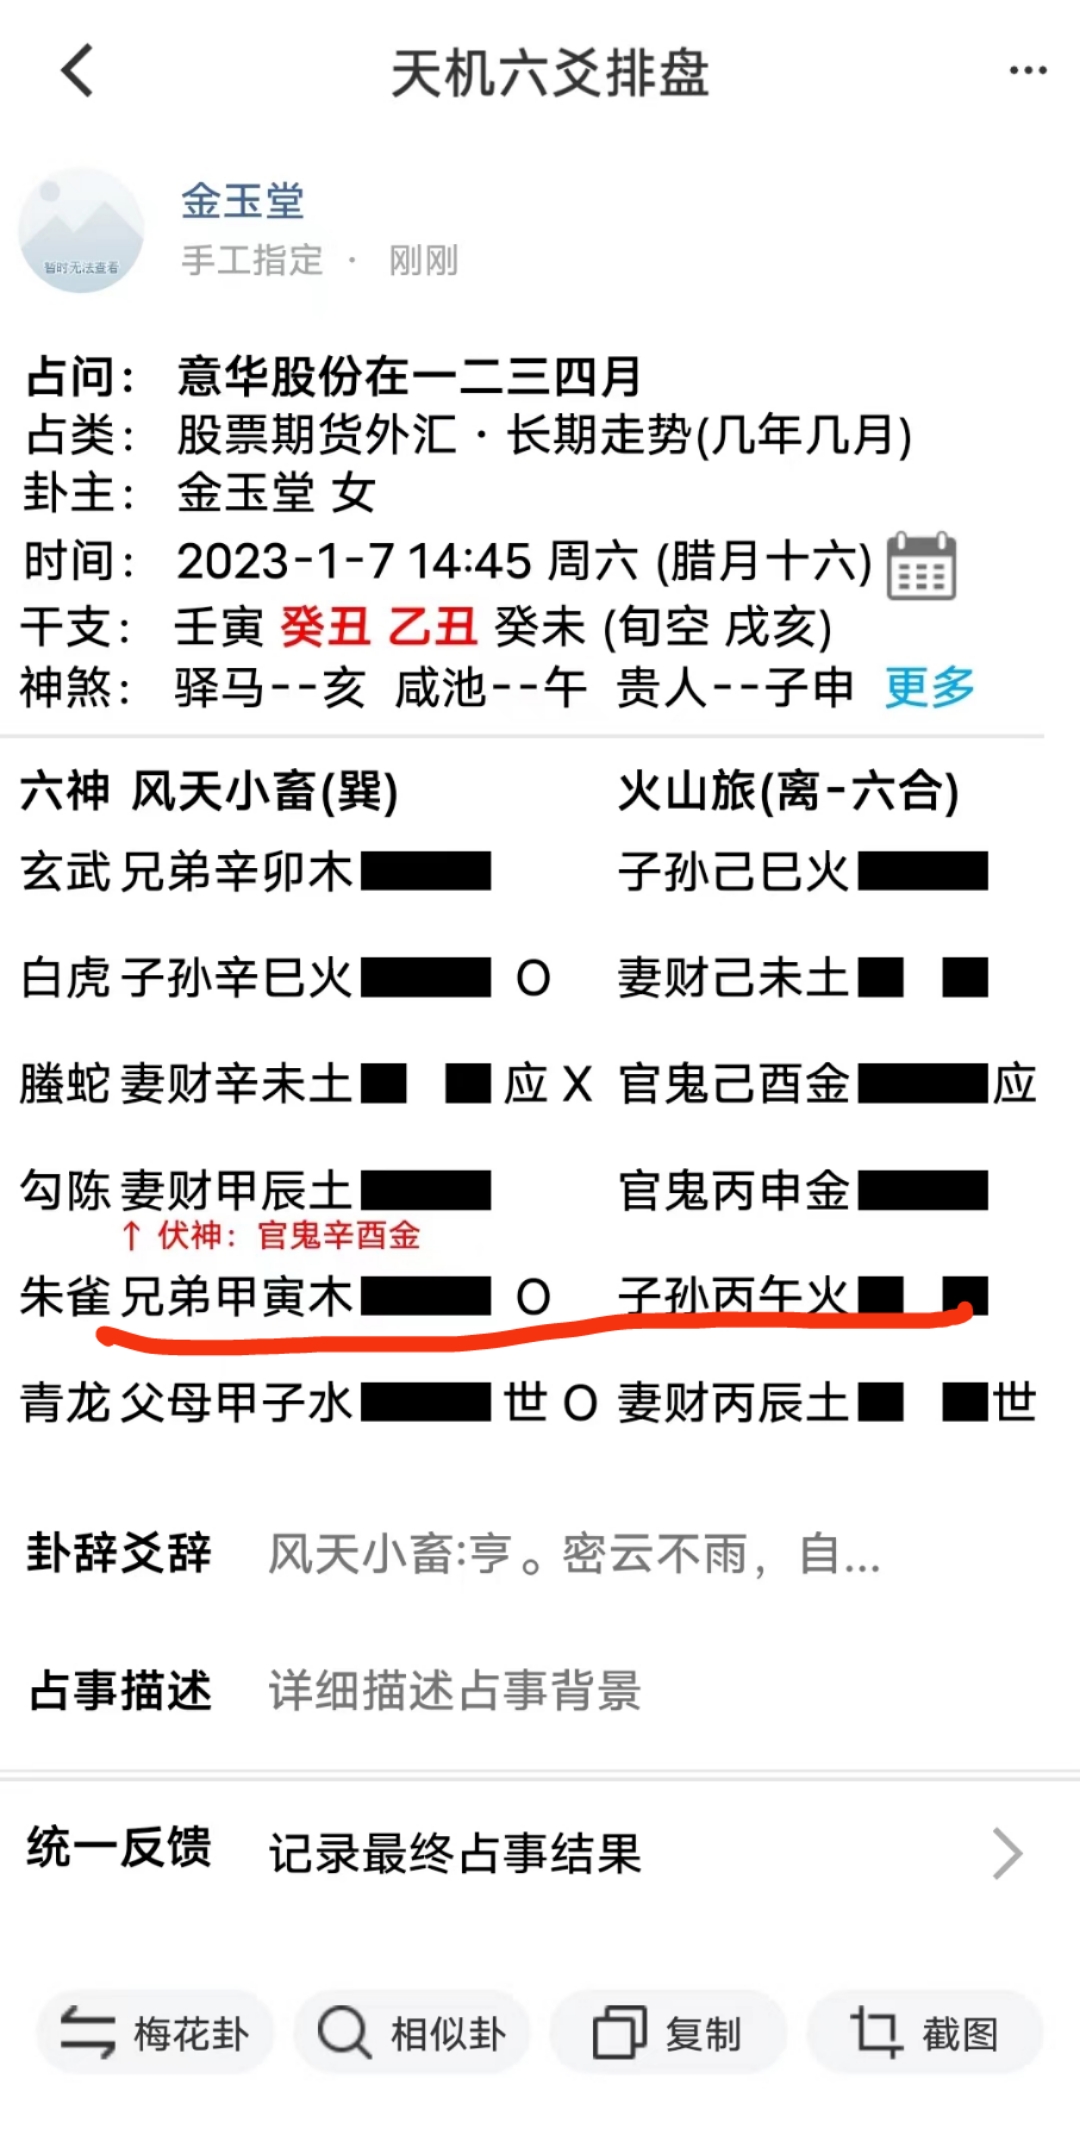 天机六爻排盘
暂时无法查看
金玉堂
手工指定 · 刚刚
占问： 意华股份在一二三四月
占类： 股票期货外汇·长期走势(几年几月)
卦主： 金玉堂 女
时间： 2023-1-7 14:45 周六 (腊月十六)
干支： 壬寅 癸丑 乙丑 癸未 (旬空 戌亥)
神煞： 驿马--亥 咸池--午 贵人--子申 更多
六神 风天小畜(巽) 火山旅(离-六合)
玄武 兄弟辛卯木 子孙己巳火
白虎 子孙辛巳火 O 妻财己未土
螣蛇 妻财辛未土 应 X 官鬼己酉金 应
勾陈 妻财甲辰土 官鬼丙申金
↑ 伏神：官鬼辛酉金
朱雀 兄弟甲寅木 O 子孙丙午火
青龙 父母甲子水 世 O 妻财丙辰土 世
卦辞爻辞 风天小畜:亨。密云不雨，自...
占事描述 详细描述占事背景
统一反馈 记录最终占事结果
梅花卦 相似卦 复制 截图